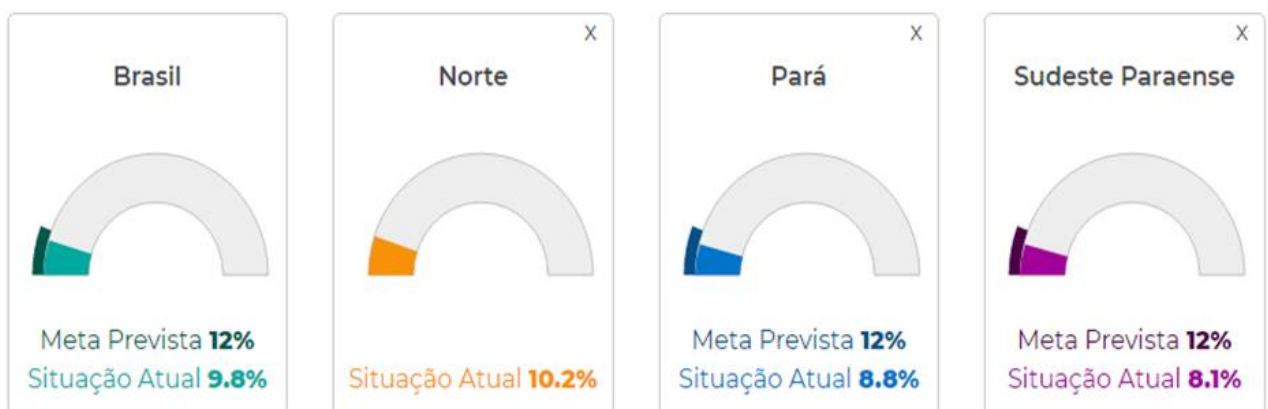 X
X
X
Brasil
Norte
Pará
Sudeste Paraense
Meta Prevista 12%
Situação Atual 9.8%
Situação Atual 10.2%
Meta Prevista 12%
Situação Atual 8.8%
Meta Prevista 12%
Situação Atual 8.1%